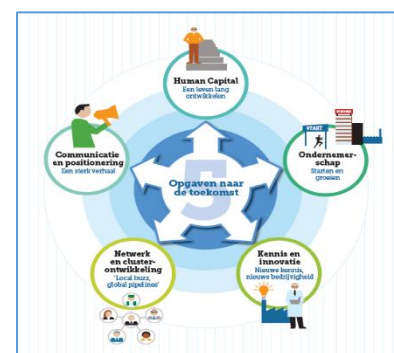 Human Capital
Een leven lang
ontwikkelen
Communicatie
en positionering
Een sterk verhaal
START
Ondernemer-
schap
Starten en
groeien
5
Opgaven naar
de toekomst
Netwerk
en cluster-
ontwikkeling
'Local buzz,
global pipelines'
Kennis en
innovatie
Nieuwe kennis,
nieuwe bedrijvigheid